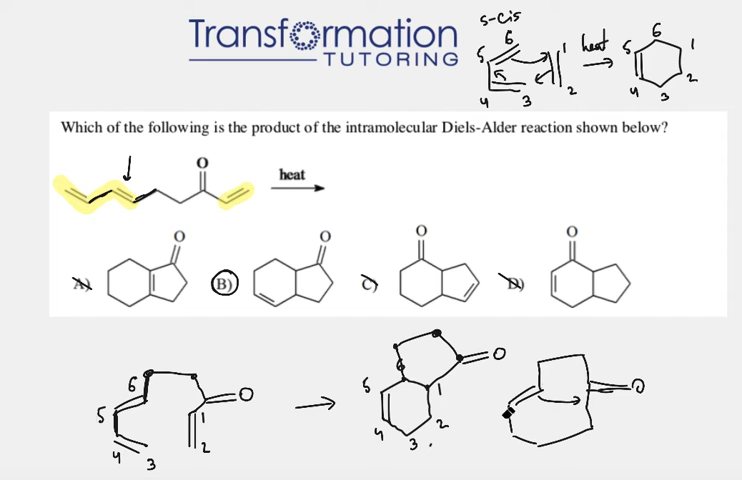 Transformation
TUTORING
s-cis
6
5 1 heat 5 6 1
4 3 2 4 3 2
Which of the following is the product of the intramolecular Diels-Alder reaction shown below?
O heat
O O O O
A) B) C) D)
6 5 4 3 O 1 2
O 6 5 1 4 3 2
O